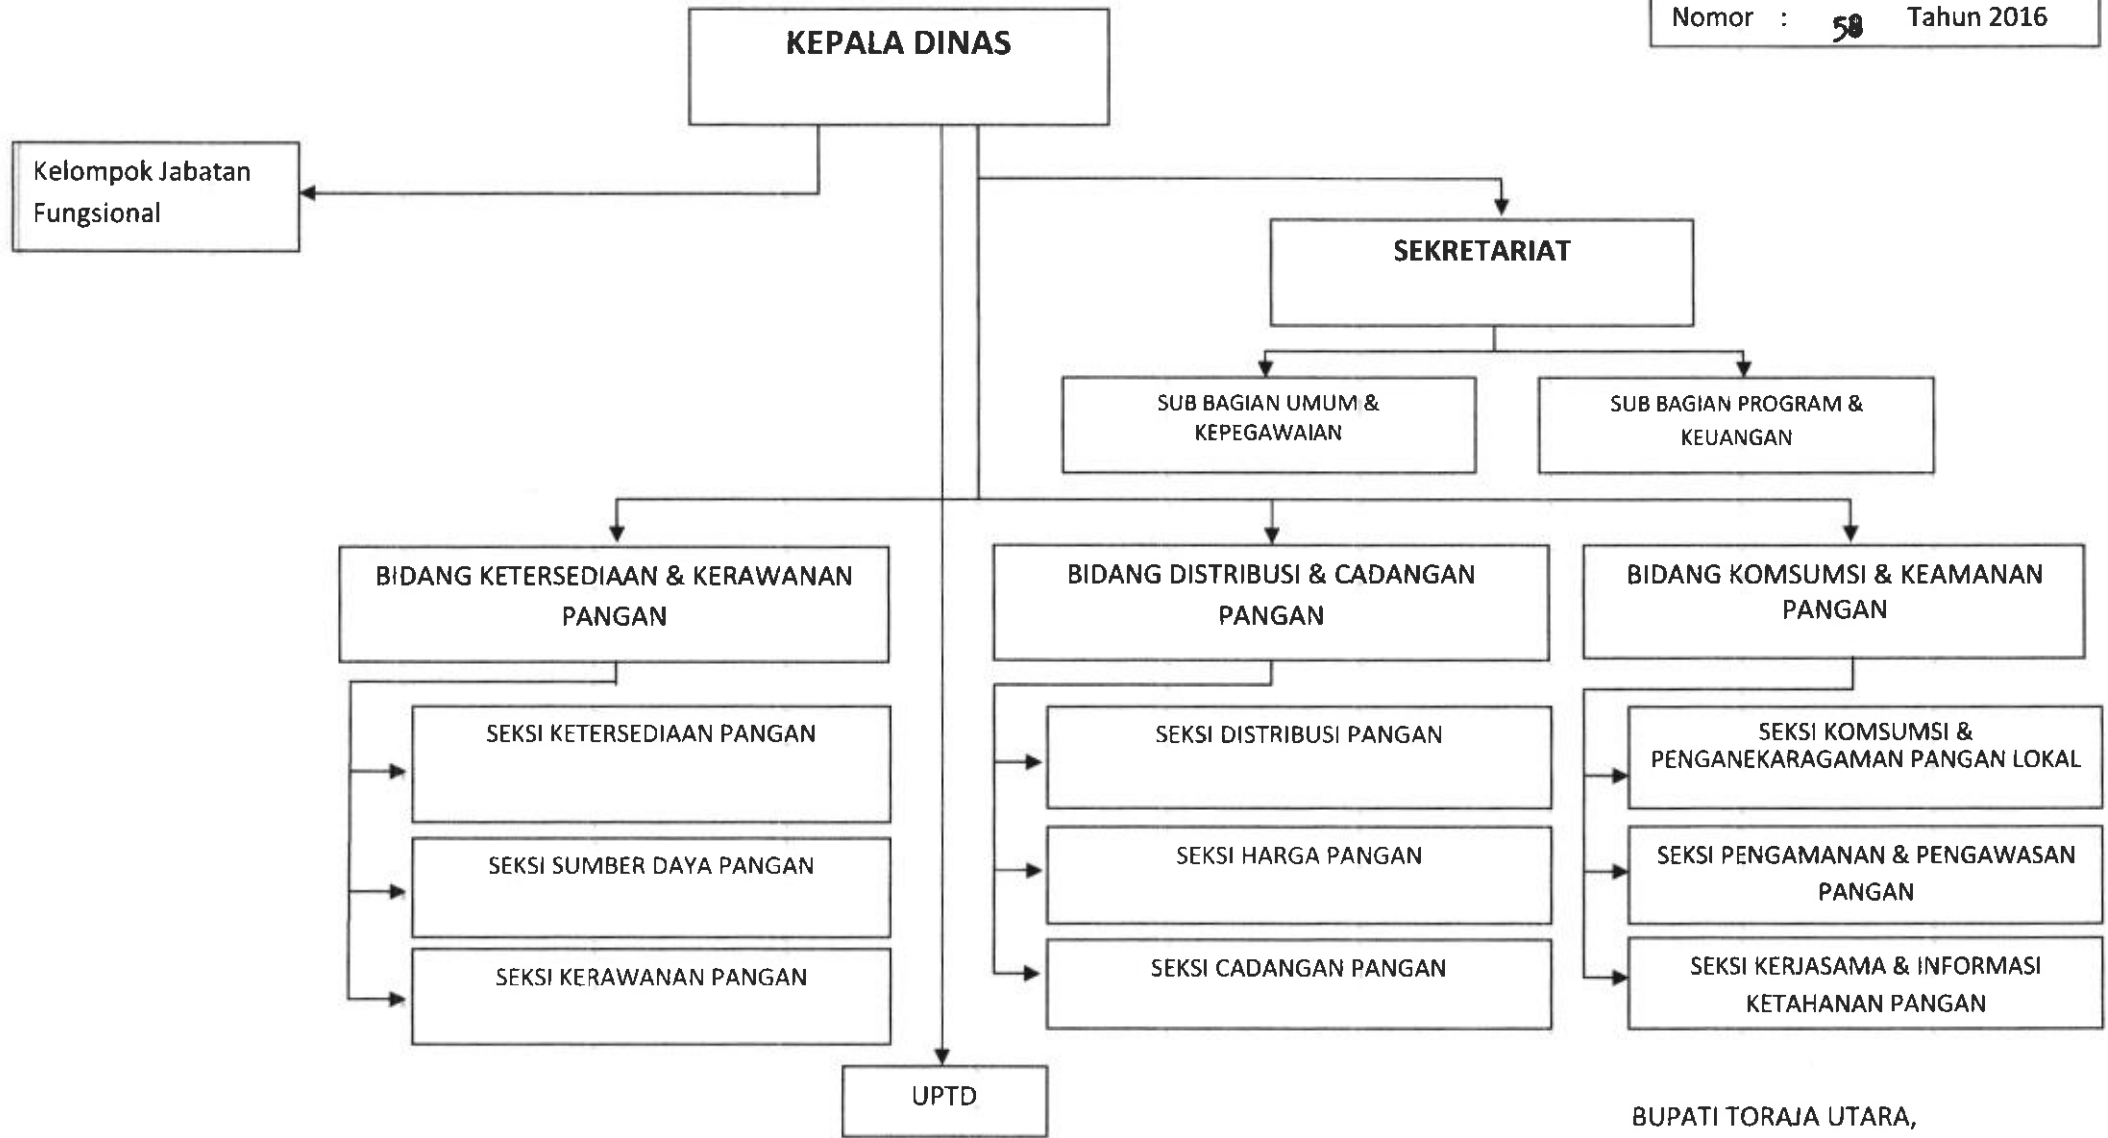 Nomor : 58 Tahun 2016
KEPALA DINAS
Kelompok Jabatan
Fungsional
SEKRETARIAT
SUB BAGIAN UMUM &
KEPEGAWAIAN
SUB BAGIAN PROGRAM &
KEUANGAN
BIDANG KETERSEDIAAN & KERAWANAN
PANGAN
BIDANG DISTRIBUSI & CADANGAN
PANGAN
BIDANG KOMSUMSI & KEAMANAN
PANGAN
SEKSI KETERSEDIAAN PANGAN
SEKSI SUMBER DAYA PANGAN
SEKSI KERAWANAN PANGAN
SEKSI DISTRIBUSI PANGAN
SEKSI HARGA PANGAN
SEKSI CADANGAN PANGAN
SEKSI KOMSUMSI &
PENGANEKARAGAMAN PANGAN LOKAL
SEKSI PENGAMANAN & PENGAWASAN
PANGAN
SEKSI KERJASAMA & INFORMASI
KETAHANAN PANGAN
UPTD
BUPATI TORAJA UTARA,